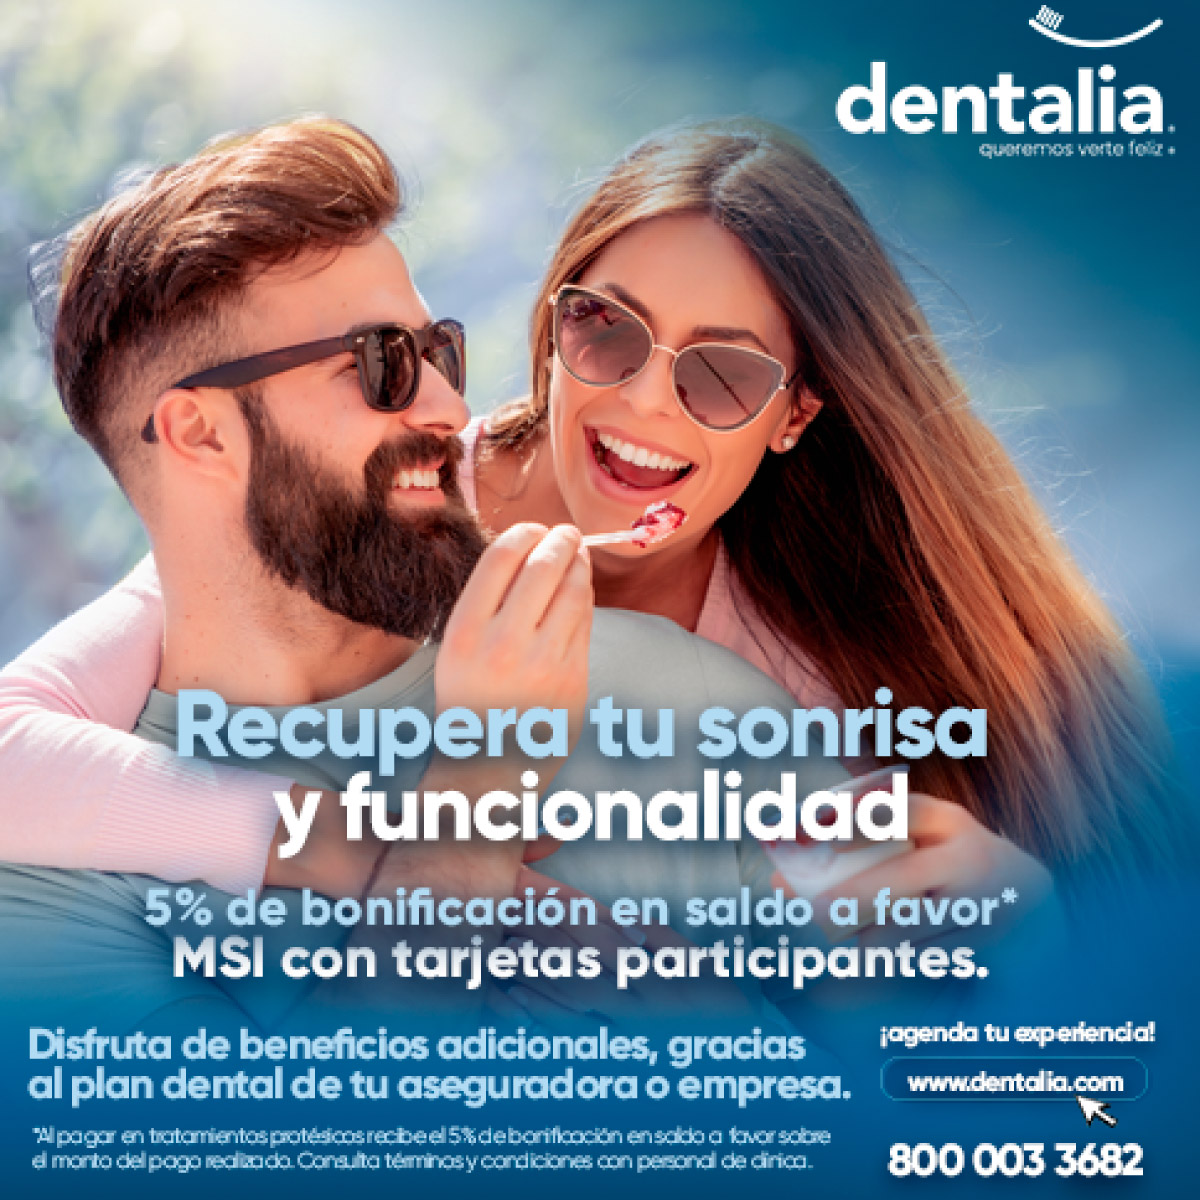 dentalia.
queremos verte feliz
Recupera tu sonrisa
y funcionalidad
5% de bonificación en saldo a favor*
MSI con tarjetas participantes.
Disfruta de beneficios adicionales, gracias
al plan dental de tu aseguradora o empresa.
*Al pagar en tratamientos protésicos recibe el 5% de bonificación en saldo a favor sobre
el monto del pago realizado. Consulta términos y condiciones con personal de clínica.
¡agenda tu experiencia!
www.dentalia.com
800 003 3682